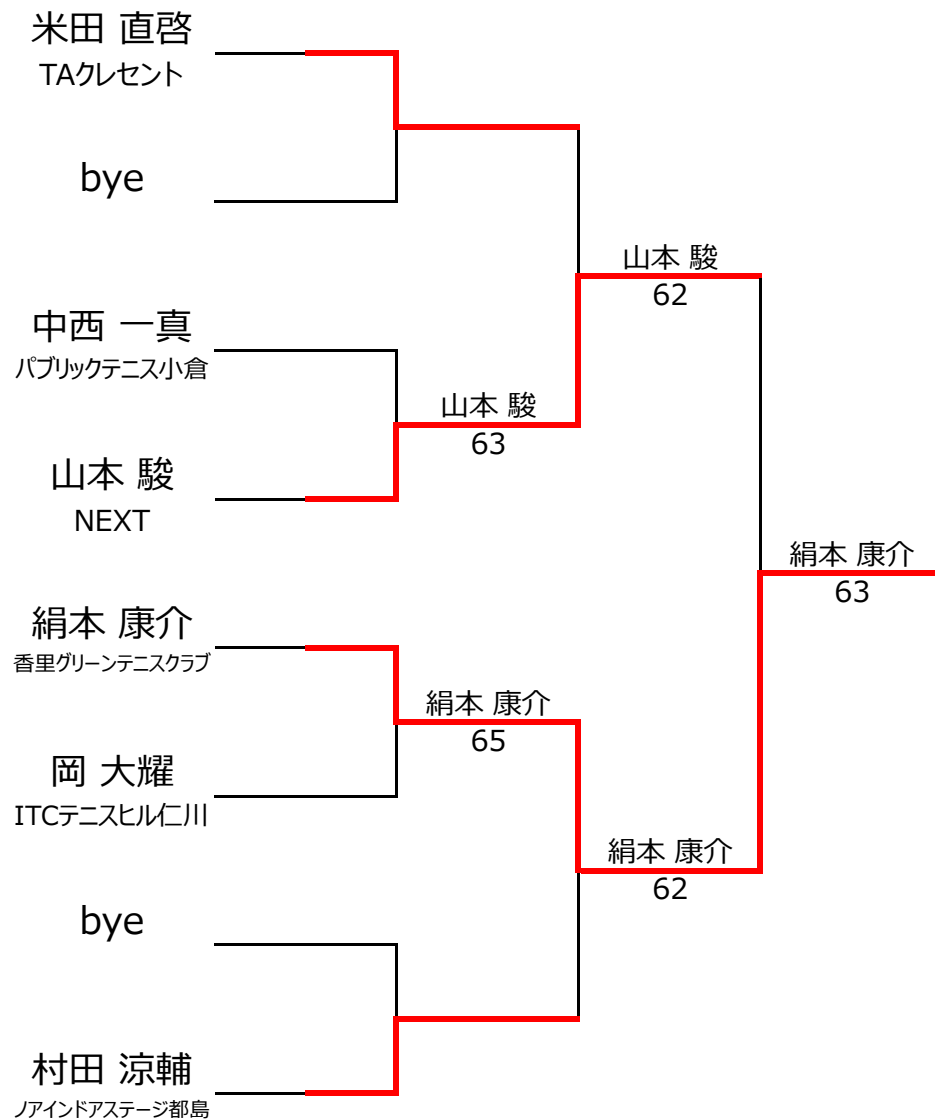 米田 直啓
TAクレセント
bye
中西 一真
パブリックテニス小倉
山本 駿
NEXT
絹本 康介
香里グリーンテニスクラブ
岡 大耀
ITCテニスヒル仁川
bye
村田 涼輔
ノアインドアステージ都島
山本 駿
63
絹本 康介
65
山本 駿
62
絹本 康介
62
絹本 康介
63